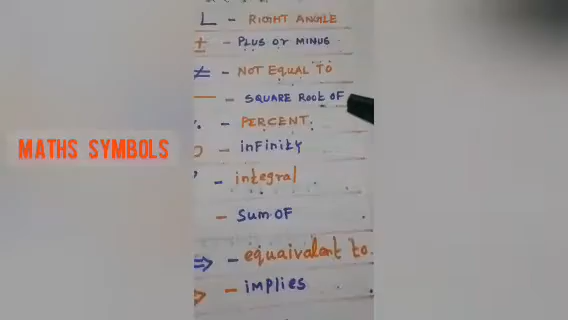 ∟ - RIGHT ANGLE
± - PLUS OR MINUS
≠ - NOT EQUAL TO
- SQUARE ROOT OF
- PERCENT.
MATHS SYMBOLS
- infinity
- integral
- SUM OF
- equaivalent to.
- implies